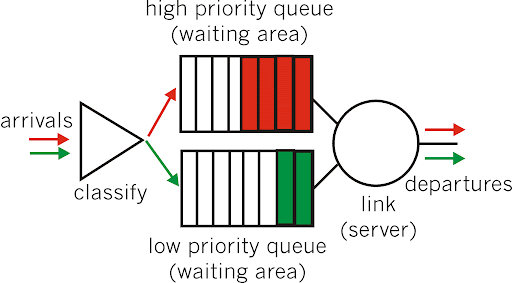 high priority queue
(waiting area)
arrivals
classify
departures
link
(server)
low priority queue
(waiting area)